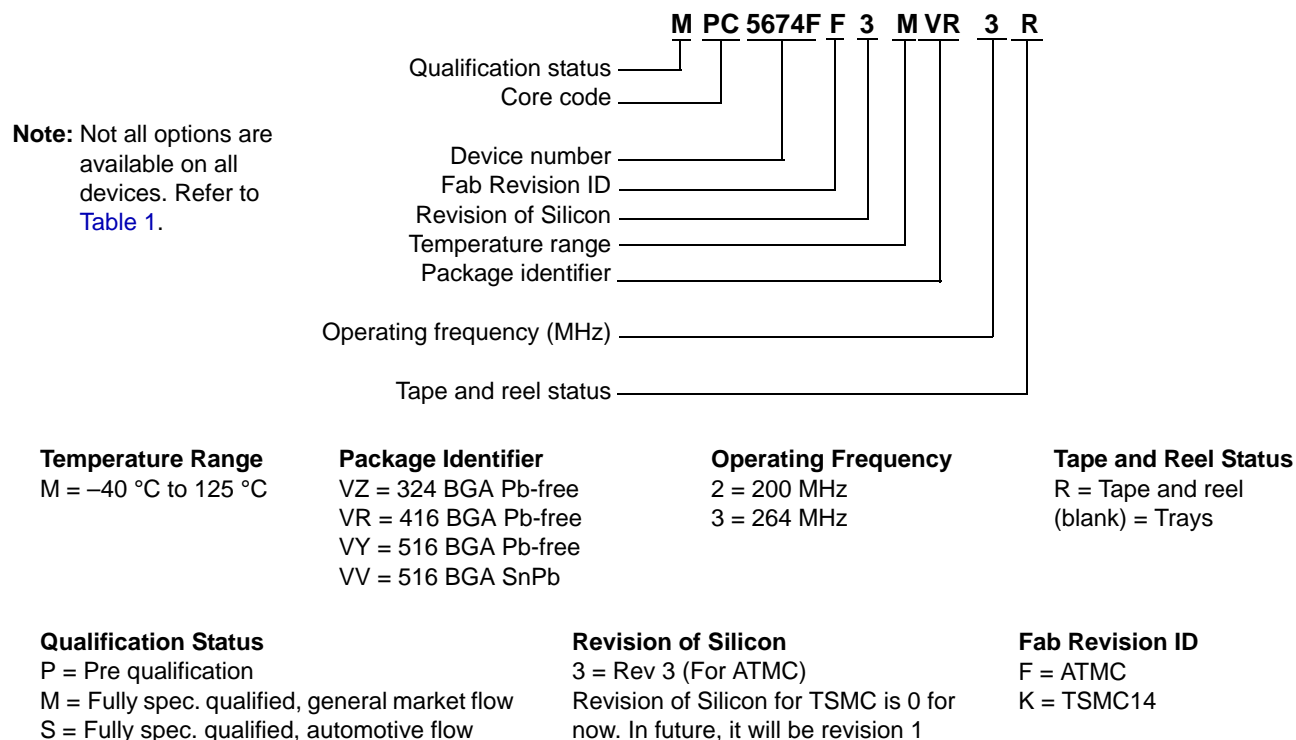 M PC 5674F F 3 M VR 3 R
Qualification status
Core code
Note: Not all options are
available on all
devices. Refer to
Table 1.
Device number
Fab Revision ID
Revision of Silicon
Temperature range
Package identifier
Operating frequency (MHz)
Tape and reel status
Temperature Range
M = –40 °C to 125 °C
Package Identifier
VZ = 324 BGA Pb-free
VR = 416 BGA Pb-free
VY = 516 BGA Pb-free
VV = 516 BGA SnPb
Operating Frequency
2 = 200 MHz
3 = 264 MHz
Tape and Reel Status
R = Tape and reel
(blank) = Trays
Qualification Status
P = Pre qualification
M = Fully spec. qualified, general market flow
S = Fully spec. qualified, automotive flow
Revision of Silicon
3 = Rev 3 (For ATMC)
Revision of Silicon for TSMC is 0 for
now. In future, it will be revision 1
Fab Revision ID
F = ATMC
K = TSMC14